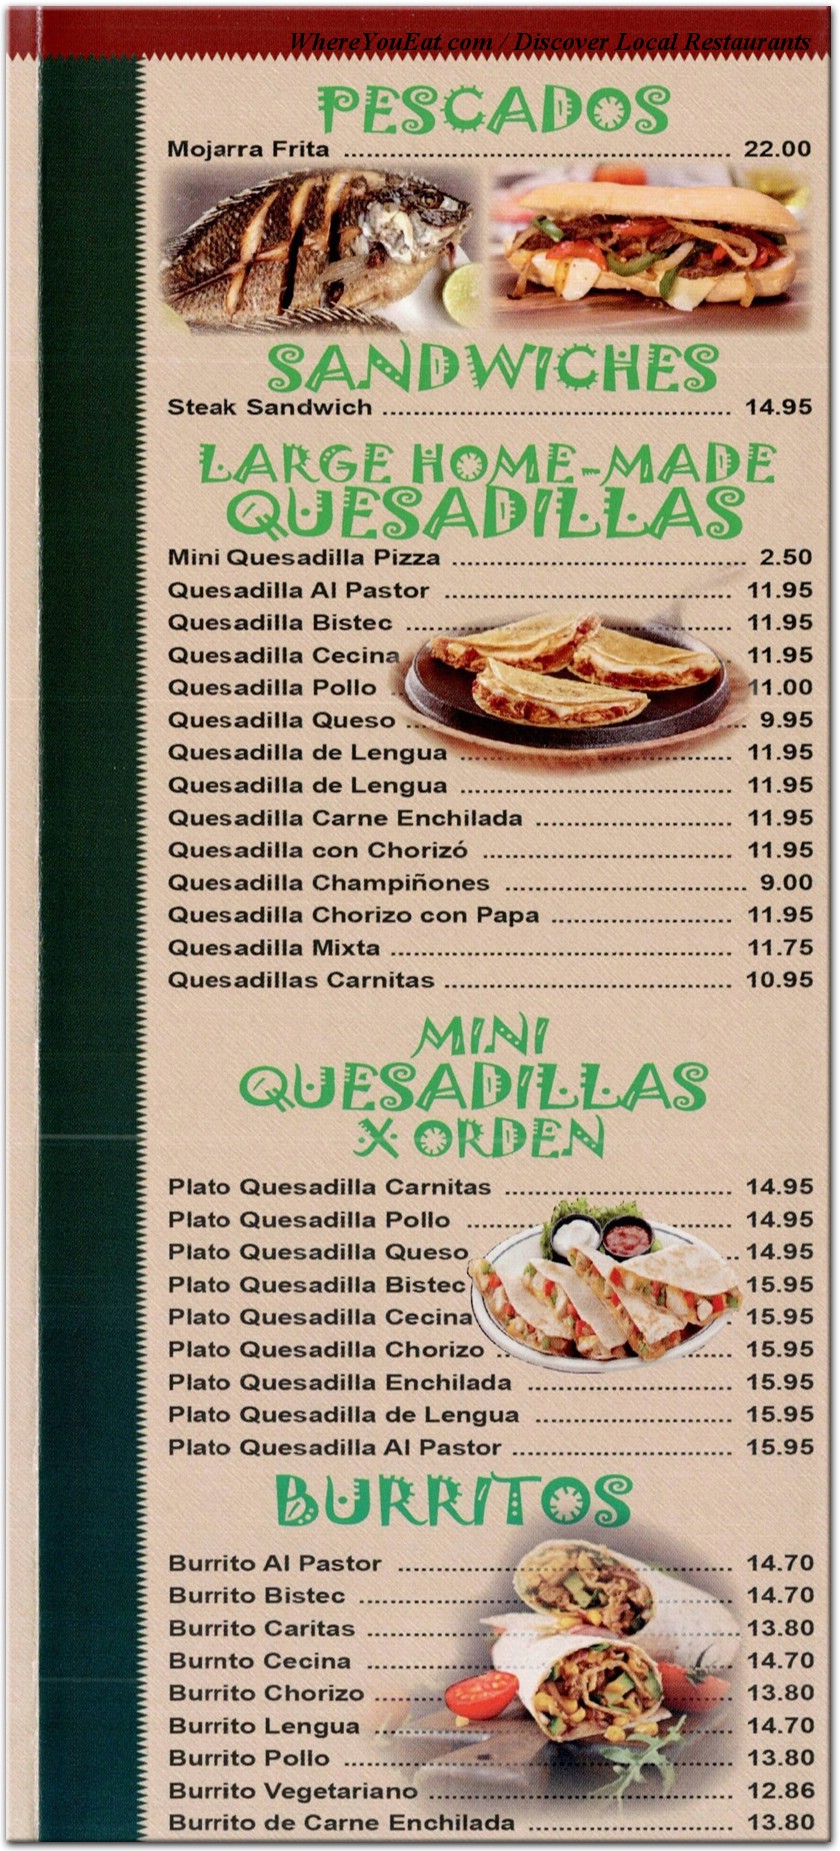 WhereYouEat.com / Discover Local Restaurants
PESCADOS
Mojarra Frita ................................................ 22.00
SANDWICHES
Steak Sandwich ............................................. 14.95
LARGE HOME-MADE
QUESADILLAS
Mini Quesadilla Pizza ...................................... 2.50
Quesadilla Al Pastor ..................................... 11.95
Quesadilla Bistec .......................................... 11.95
Quesadilla Cecina 11.95
Quesadilla Pollo .. 11.00
Quesadilla Queso ............................................ 9.95
Quesadilla de Lengua ................................... 11.95
Quesadilla de Lengua ................................... 11.95
Quesadilla Carne Enchilada ......................... 11.95
Quesadilla con Chorizó ................................ 11.95
Quesadilla Champiñones ............................... 9.00
Quesadilla Chorizo con Papa ....................... 11.95
Quesadilla Mixta ............................................ 11.75
Quesadillas Carnitas ..................................... 10.95
MINI
QUESADILLAS
X ORDEN
Plato Quesadilla Carnitas ............................. 14.95
Plato Quesadilla Pollo .................................. 14.95
Plato Quesadilla Queso .. 14.95
Plato Quesadilla Bistec 15.95
Plato Quesadilla Cecina . 15.95
Plato Quesadilla Chorizo .. ....... 15.95
Plato Quesadilla Enchilada .......................... 15.95
Plato Quesadilla de Lengua ......................... 15.95
Plato Quesadilla Al Pastor ............................ 15.95
BURRITOS
Burrito Al Pastor ........................................... 14.70
Burrito Bistec ................................................ 14.70
Burrito Caritas ................................................ 13.80
Burnto Cecina ............................................... 14.70
Burrito Chorizo .............................................. 13.80
Burrito Lengua .............................................. 14.70
Burrito Pollo .................................................. 13.80
Burrito Vegetariano ....................................... 12.86
Burrito de Carne Enchilada .......................... 13.80